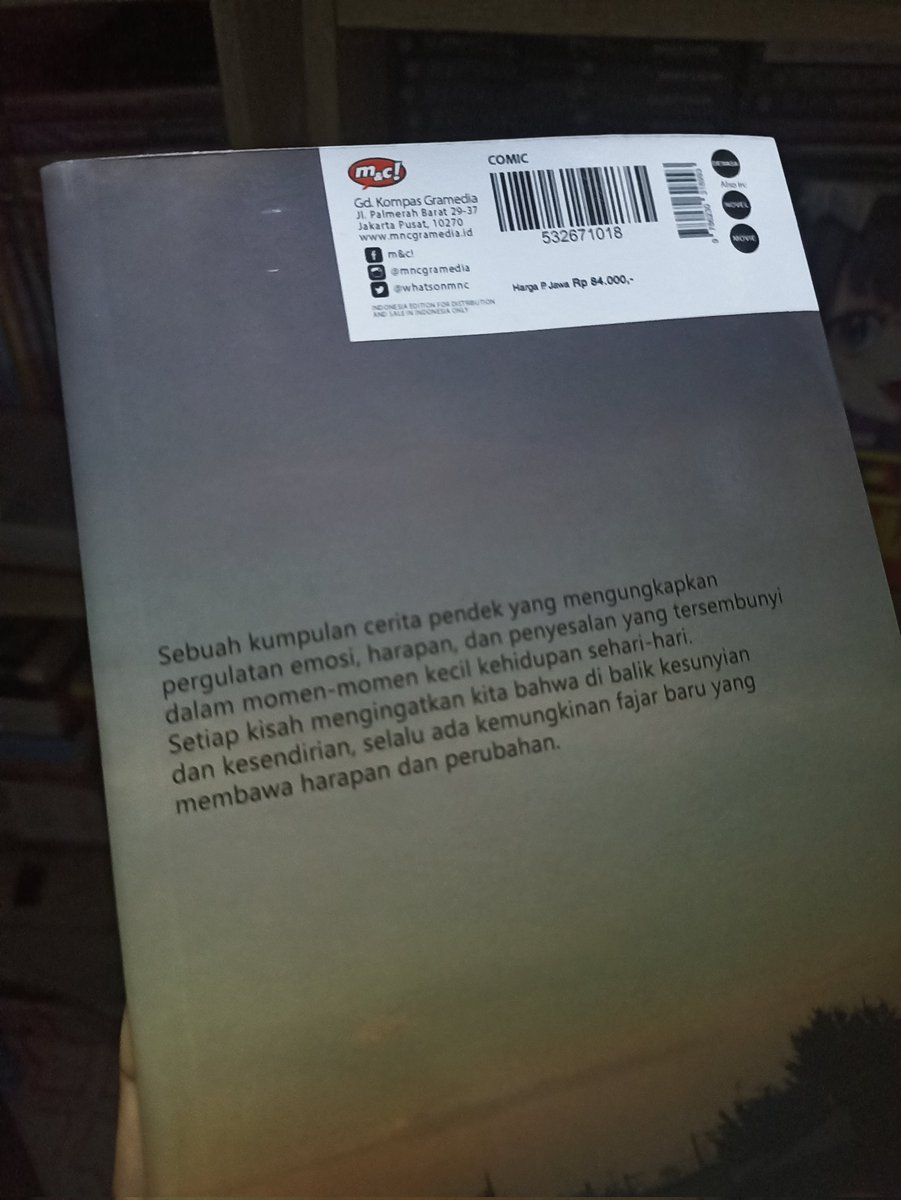 m&c!
Gd. Kompas Gramedia
Jl. Palmerah Barat 29-37
Jakarta Pusat, 10270
www.mncgramedia.id
m&c!
@mncgramedia
@whatsonmnc
INDONESIA EDITION FOR DISTRIBUTION
AND SALE IN INDONESIA ONLY
COMIC
532671018
Harga P. Jawa Rp 84.000,-
DEWASA
Also in:
NOVEL
MOVIE
Sebuah kumpulan cerita pendek yang mengungkapkan
pergulatan emosi, harapan, dan penyesalan yang tersembunyi
dalam momen-momen kecil kehidupan sehari-hari.
Setiap kisah mengingatkan kita bahwa di balik kesunyian
dan kesendirian, selalu ada kemungkinan fajar baru yang
membawa harapan dan perubahan.